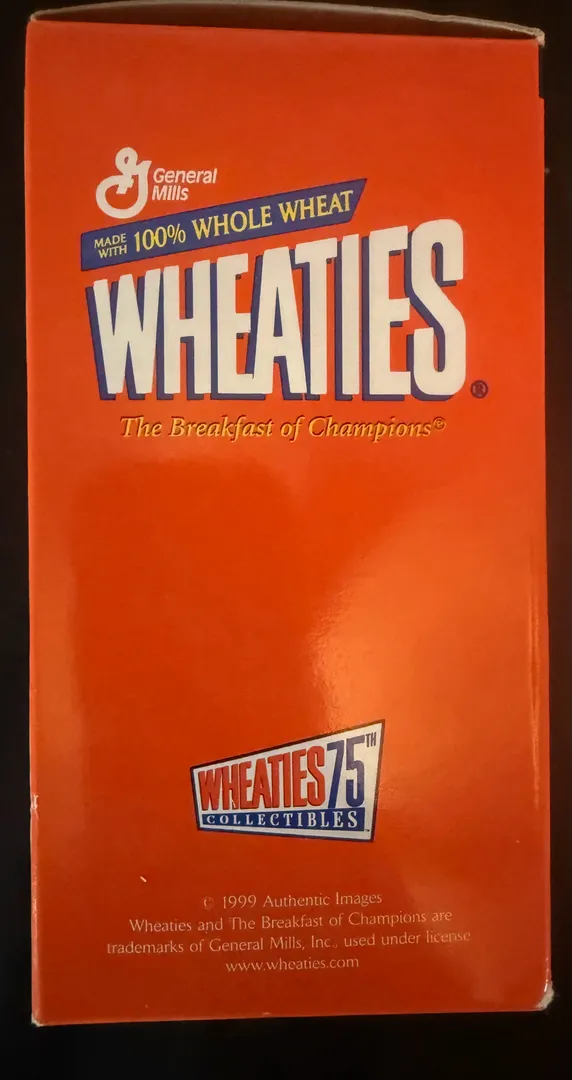 General
Mills
MADE
WITH 100% WHOLE WHEAT
WHEATIES®
The Breakfast of Champions®
WHEATIES 75TH
COLLECTIBLES™
© 1999 Authentic Images
Wheaties and The Breakfast of Champions are
trademarks of General Mills, Inc., used under license
www.wheaties.com